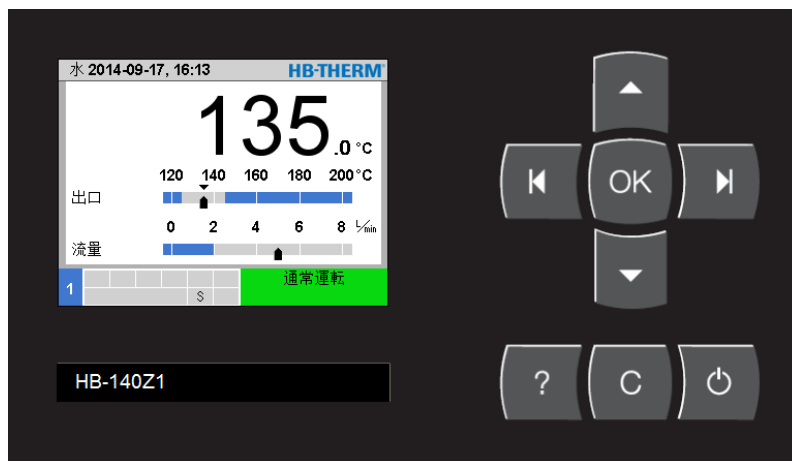 水 2014-09-17, 16:13 HB-THERM
135.0 °C
120 140 160 180 200 °C
出口
0 2 4 6 8 L/min
流量
1 S 通常運転
HB-140Z1
OK
? C